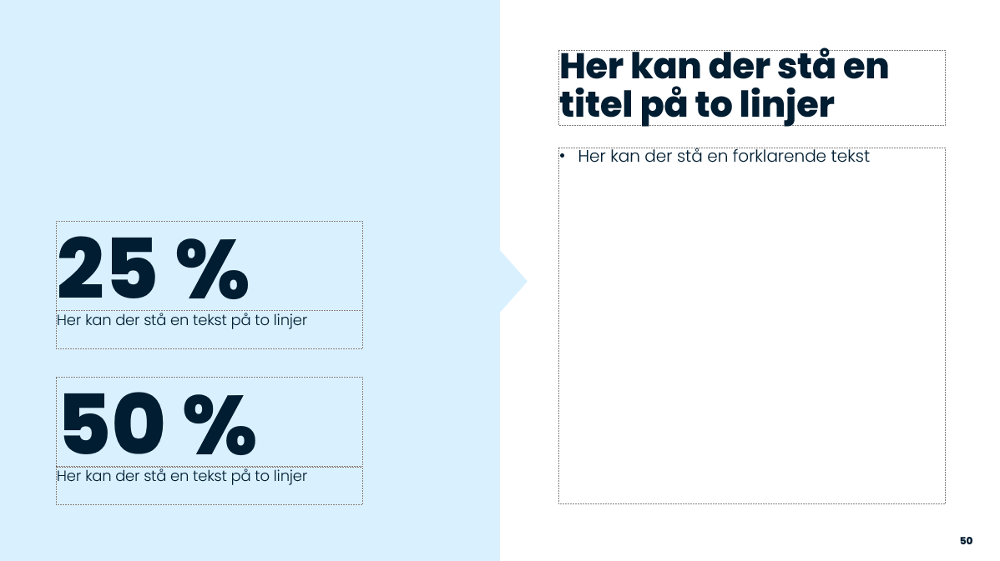 25 %
Her kan der stå en tekst på to linjer
50 %
Her kan der stå en tekst på to linjer
Her kan der stå en
titel på to linjer
• Her kan der stå en forklarende tekst
50